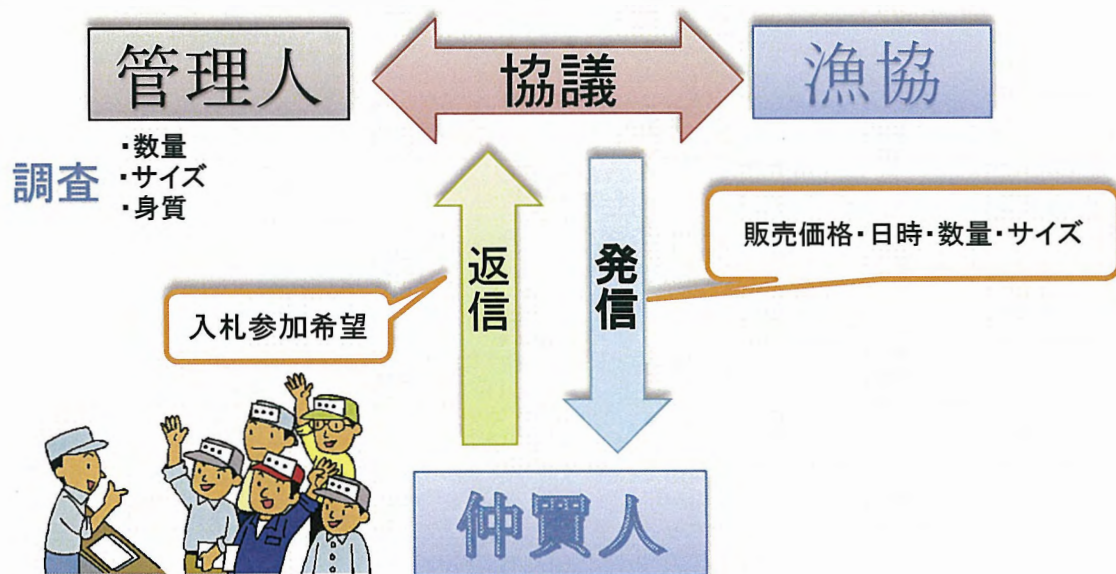 管理人
協議
漁協
調査
・数量
・サイズ
・身質
返信
発信
販売価格・日時・数量・サイズ
入札参加希望
仲買人